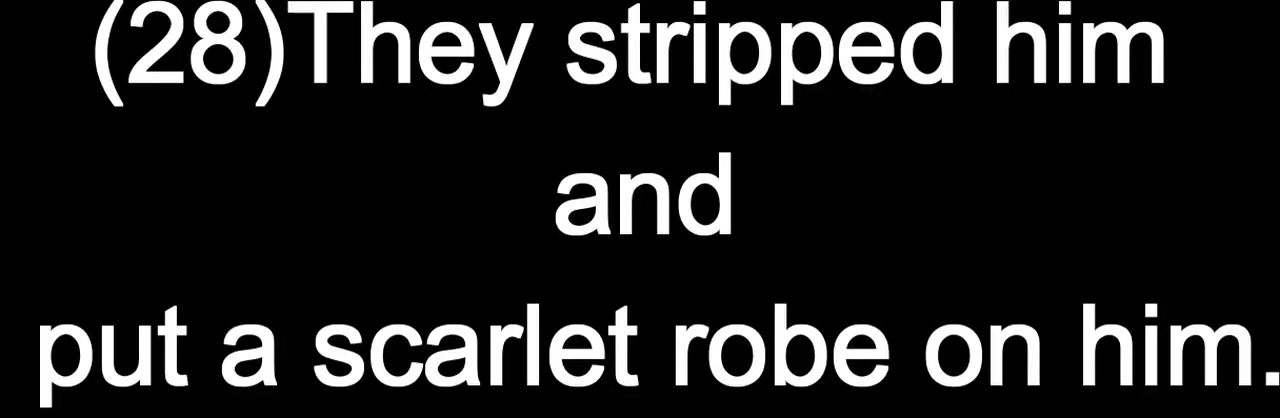 (28)They stripped him
and
put a scarlet robe on him.